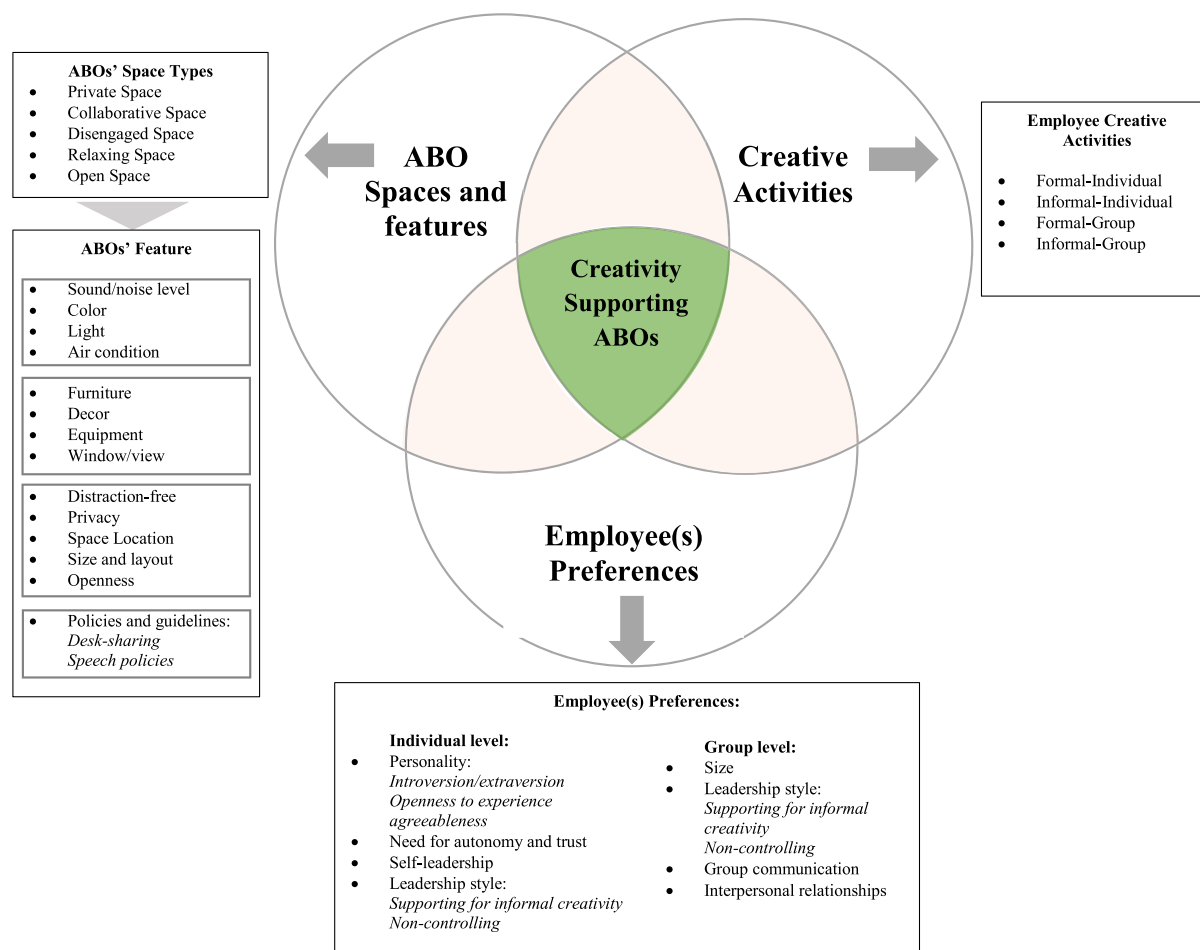 ABOs' Space Types
• Private Space
• Collaborative Space
• Disengaged Space
• Relaxing Space
• Open Space
ABOs' Feature
• Sound/noise level
• Color
• Light
• Air condition
• Furniture
• Decor
• Equipment
• Window/view
• Distraction-free
• Privacy
• Space Location
• Size and layout
• Openness
• Policies and guidelines:
Desk-sharing
Speech policies
ABO
Spaces and
features
Creative
Activities
Creativity
Supporting
ABOs
Employee(s)
Preferences
Employee Creative
Activities
• Formal-Individual
• Informal-Individual
• Formal-Group
• Informal-Group
Employee(s) Preferences:
Individual level:
• Personality:
Introversion/extraversion
Openness to experience
agreeableness
• Need for autonomy and trust
• Self-leadership
• Leadership style:
Supporting for informal creativity
Non-controlling
Group level:
• Size
• Leadership style:
Supporting for informal
creativity
Non-controlling
• Group communication
• Interpersonal relationships